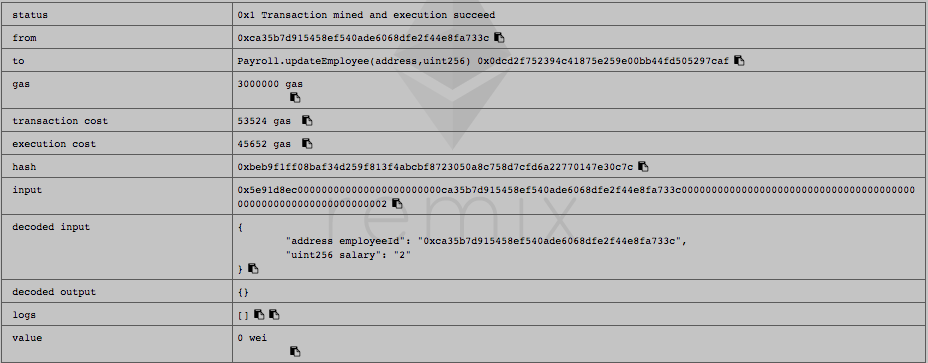 status 0x1 Transaction mined and execution succeed
from 0xca35b7d915458ef540ade6068dfe2f44e8fa733c
to Payroll.updateEmployee(address,uint256) 0x0dcd2f752394c41875e259e00bb44fd505297caf
gas 3000000 gas
transaction cost 53524 gas
execution cost 45652 gas
hash 0xbeb9f1ff08baf34d259f813f4abcbf8723050a8c758d7cfd6a22770147e30c7c
input 0x5e91d8ec000000000000000000000000ca35b7d915458ef540ade6068dfe2f44e8fa733c000000000000000000000000000000000000000
0000000000000000000000002
decoded input {
"address employeeId": "0xca35b7d915458ef540ade6068dfe2f44e8fa733c",
"uint256 salary": "2"
}
decoded output {}
logs []
value 0 wei
remix